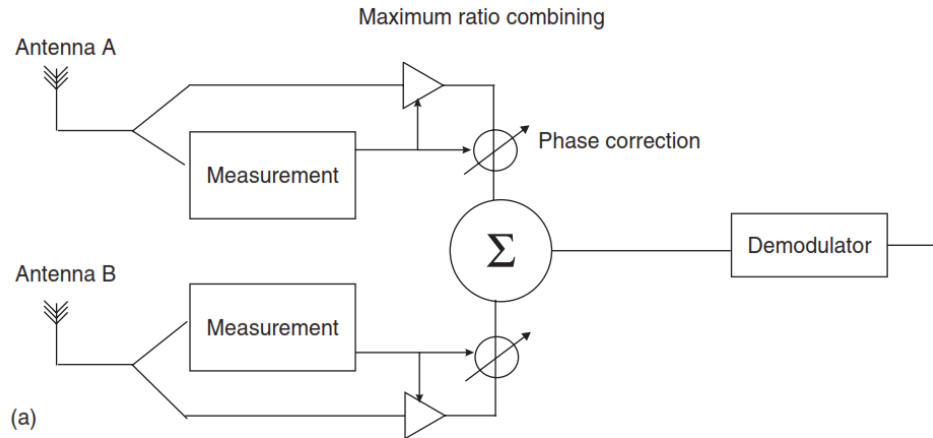 Maximum ratio combining
Antenna A
Phase correction
Measurement
Σ
Demodulator
Antenna B
Measurement
(a)